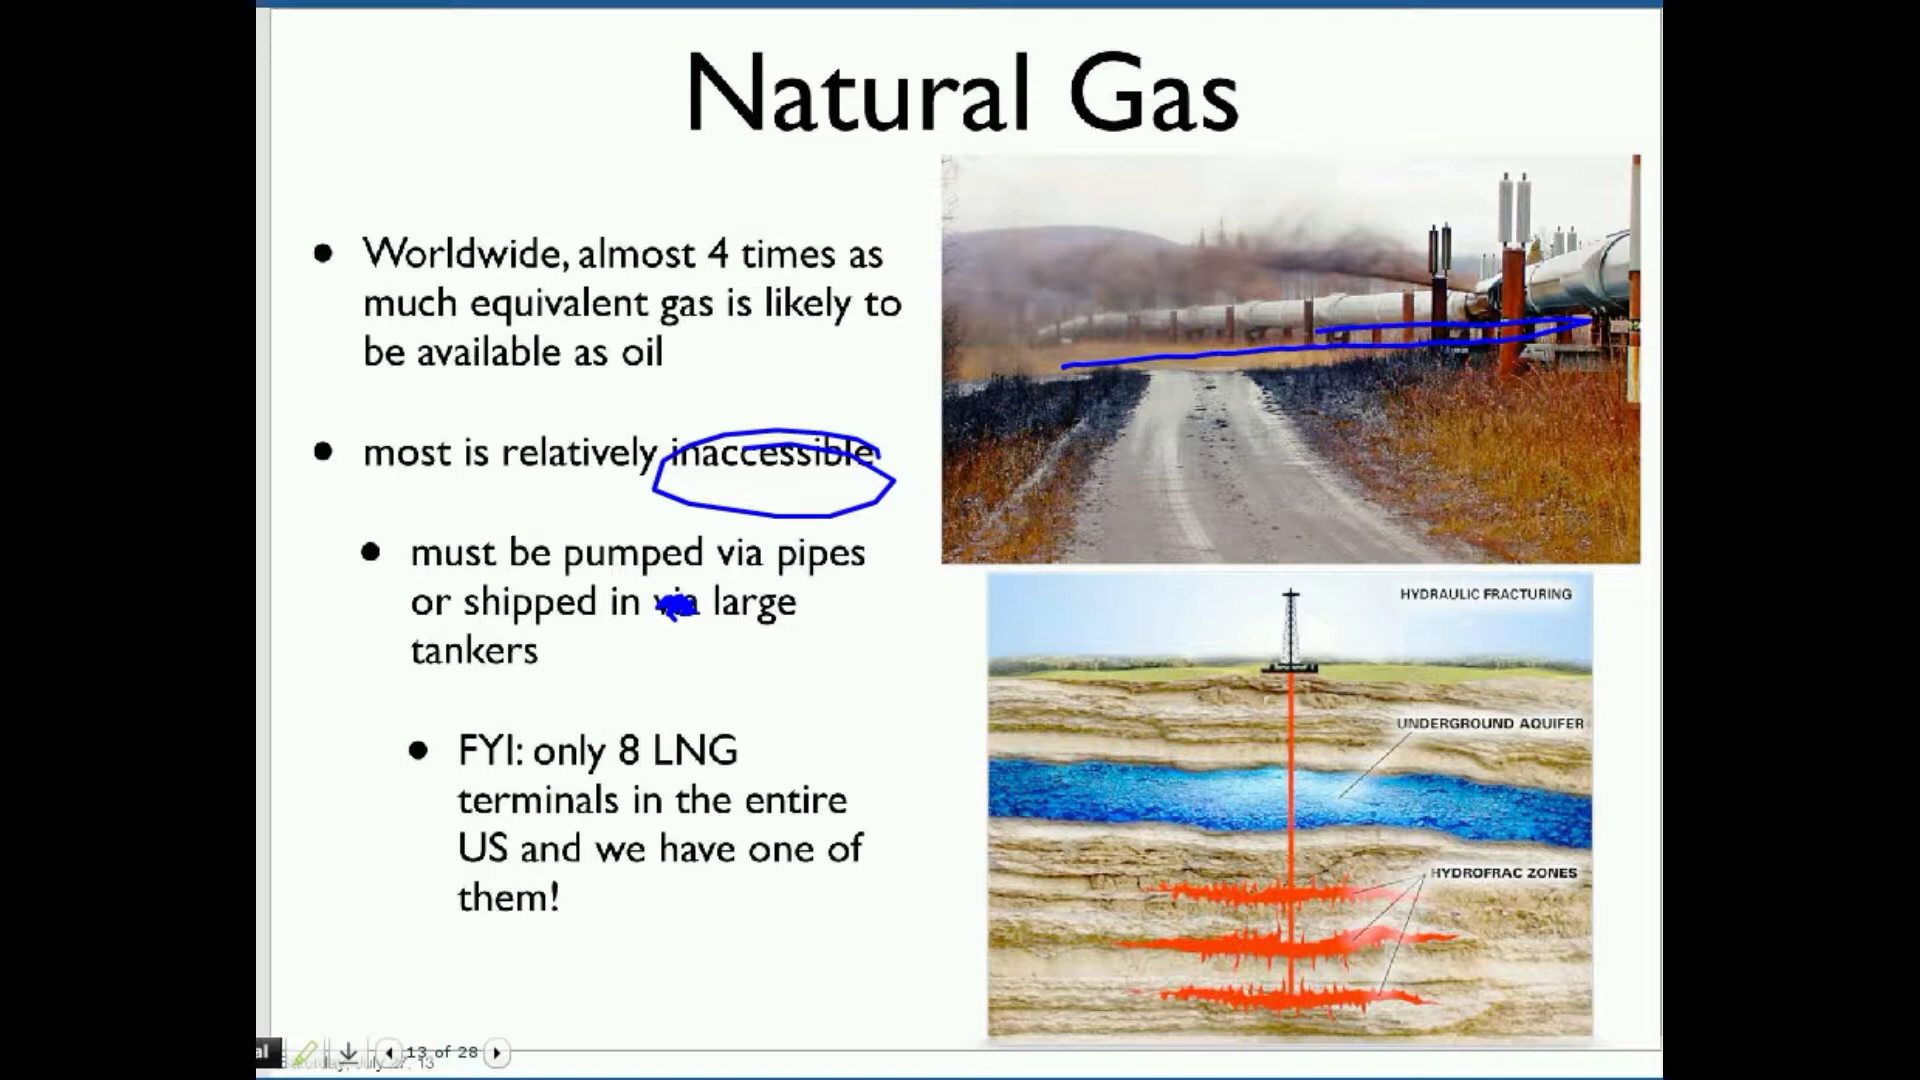 Natural Gas
Worldwide, almost 4 times as
much equivalent gas is likely to
be available as oil
most is relatively inaccessible
must be pumped via pipes
or shipped in via large
tankers
FYI: only 8 LNG
terminals in the entire
US and we have one of
them!
HYDRAULIC FRACTURING
UNDERGROUND AQUIFER
HYDROFRAC ZONES
al
13 of 28